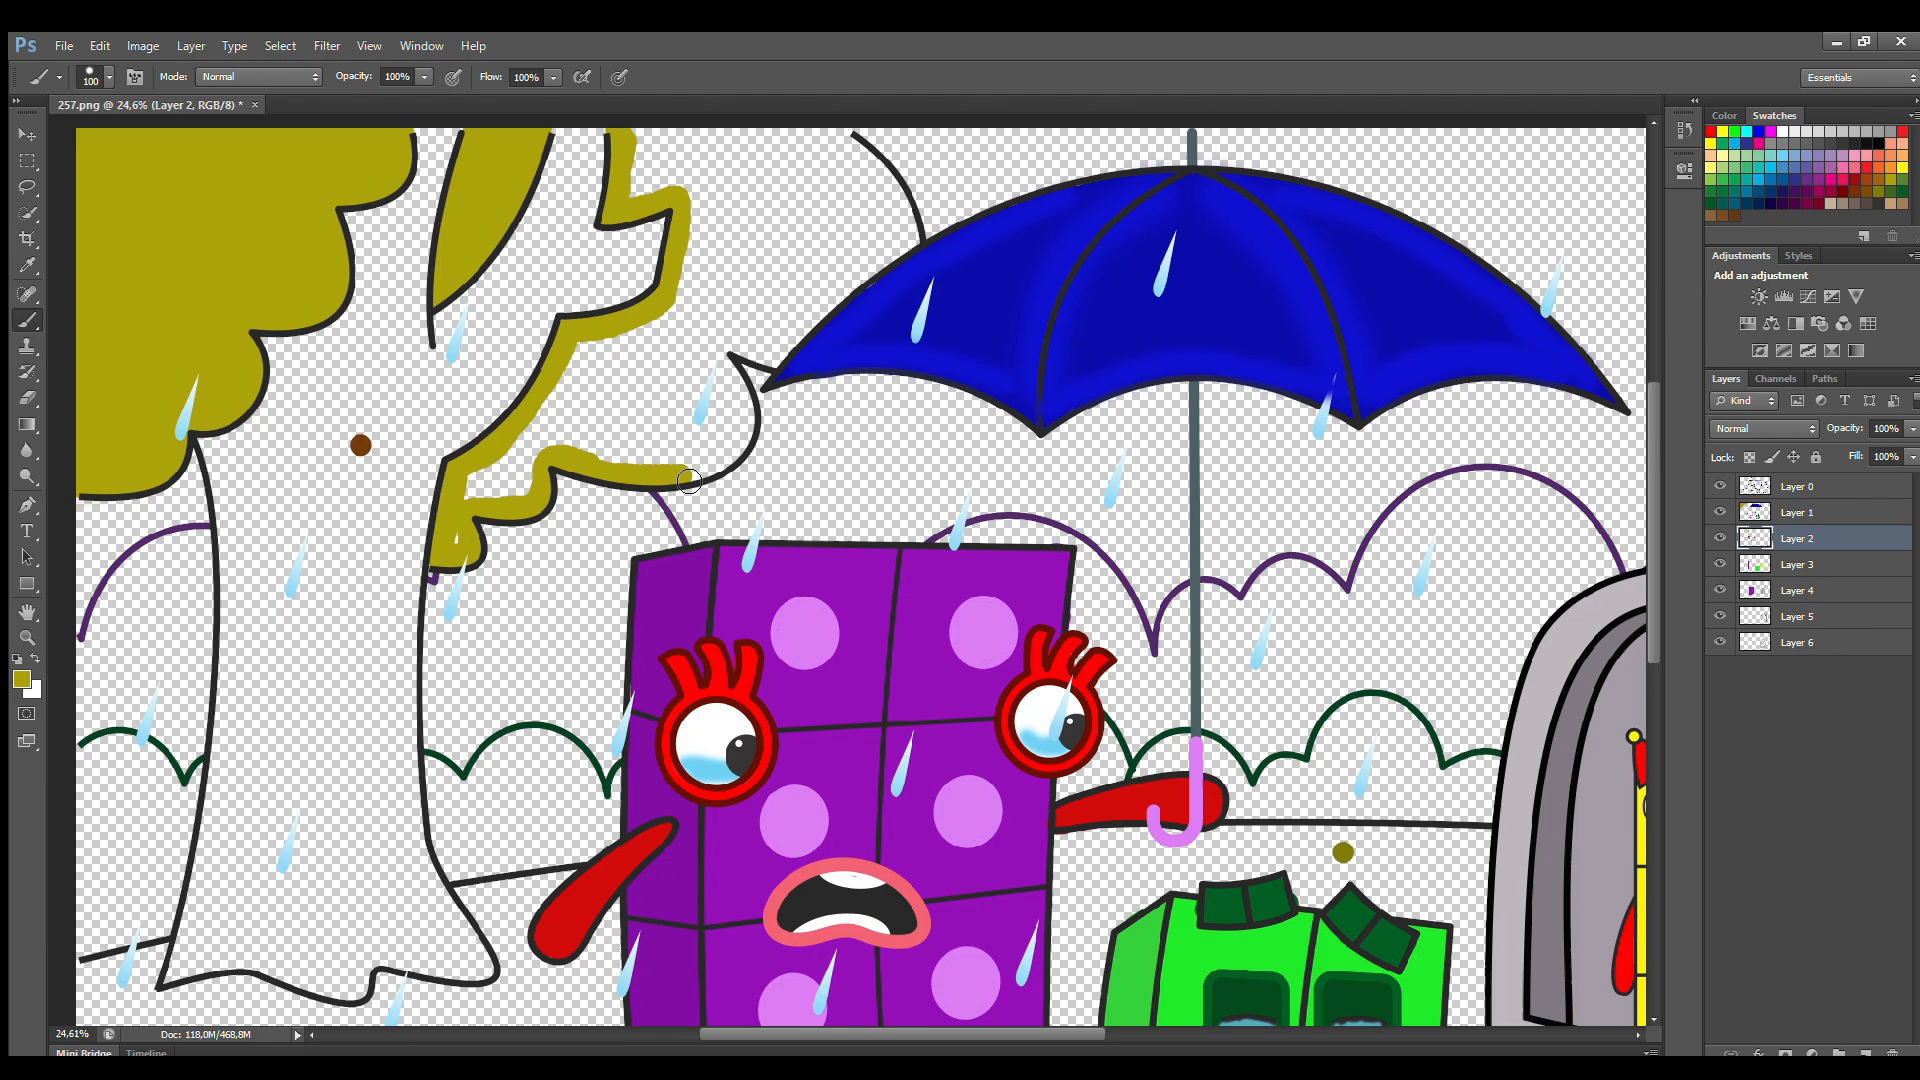 Ps File Edit Image Layer Type Select Filter View Window Help
100 Mode: Normal Opacity: 100% Flow: 100% Essentials
257.png @ 24,6% (Layer 2, RGB/8) * ×
Color Swatches
Adjustments Styles
Add an adjustment
Layers Channels Paths
Kind
Normal Opacity: 100%
Lock: Fill: 100%
Layer 0
Layer 1
Layer 2
Layer 3
Layer 4
Layer 5
Layer 6
24,61% Doc: 118,0M/468,8M
Mini Bridge Timeline